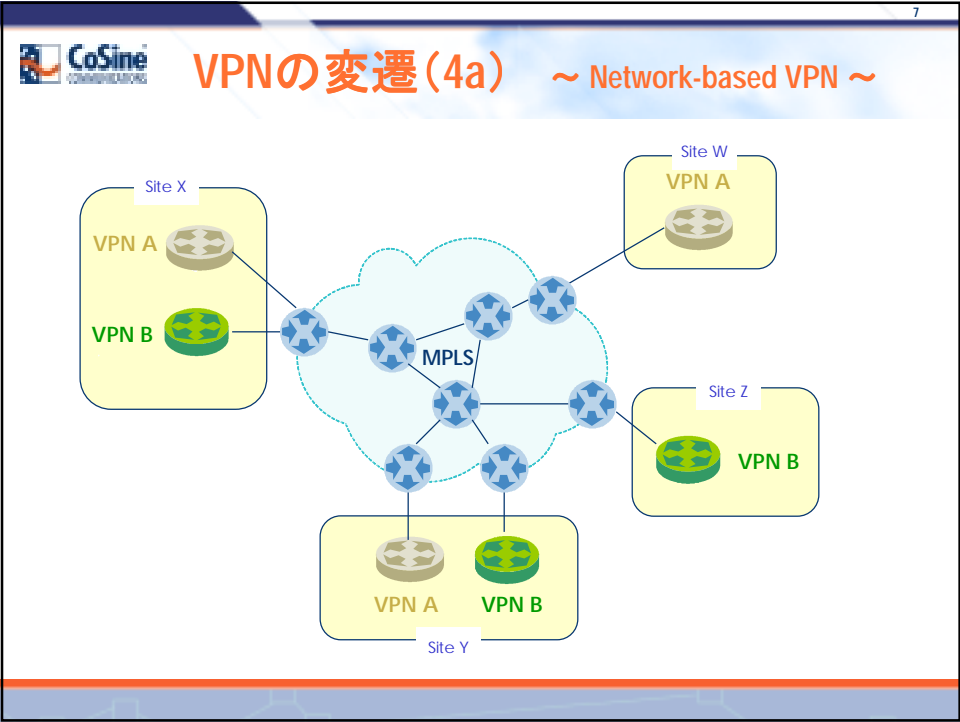 7
CoSine
COMMUNICATIONS
VPNの変遷(4a) ~ Network-based VPN ~
Site W
VPN A
Site X
VPN A
VPN B
MPLS
Site Z
VPN B
VPN A
VPN B
Site Y